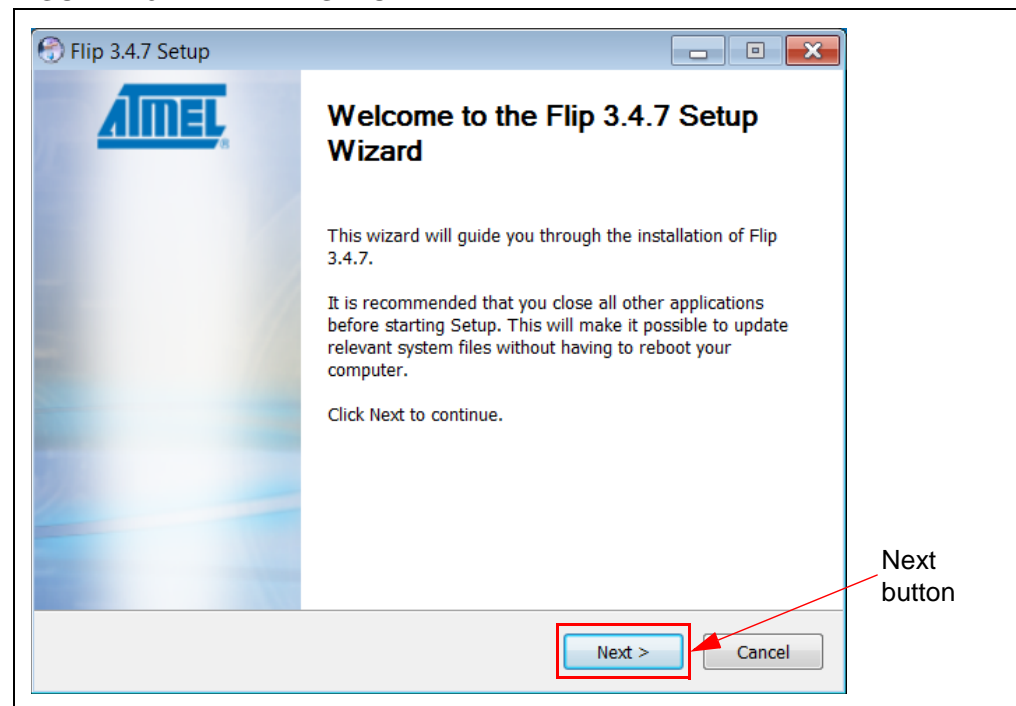 Flip 3.4.7 Setup
ATMEL
®
Welcome to the Flip 3.4.7 Setup
Wizard
This wizard will guide you through the installation of Flip
3.4.7.
It is recommended that you close all other applications
before starting Setup. This will make it possible to update
relevant system files without having to reboot your
computer.
Click Next to continue.
Next
button
Next >
Cancel